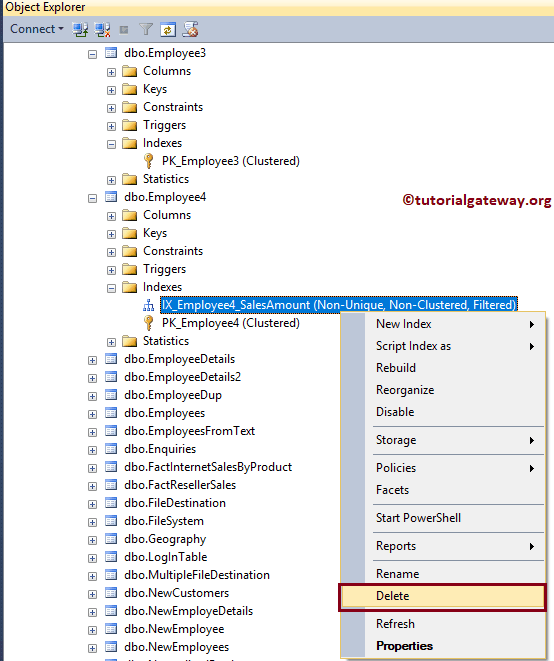 Object Explorer
Connect
dbo.Employee3
Columns
Keys
Constraints
Triggers
Indexes
PK_Employee3 (Clustered)
Statistics
dbo.Employee4
©tutorialgateway.org
Columns
Keys
Constraints
Triggers
Indexes
IX_Employee4_SalesAmount (Non-Unique, Non-Clustered, Filtered)
PK_Employee4 (Clustered)
Statistics
dbo.EmployeeDetails
dbo.EmployeeDetails2
dbo.EmployeeDup
dbo.Employees
dbo.EmployeesFromText
dbo.Enquiries
dbo.FactInternetSalesByProduct
dbo.FactResellerSales
dbo.FileDestination
dbo.FileSystem
dbo.Geography
dbo.LogInTable
dbo.MultipleFileDestination
dbo.NewCustomers
dbo.NewEmployeDetails
dbo.NewEmployee
dbo.NewEmployees
New Index
Script Index as
Rebuild
Reorganize
Disable
Storage
Policies
Facets
Start PowerShell
Reports
Rename
Delete
Refresh
Properties